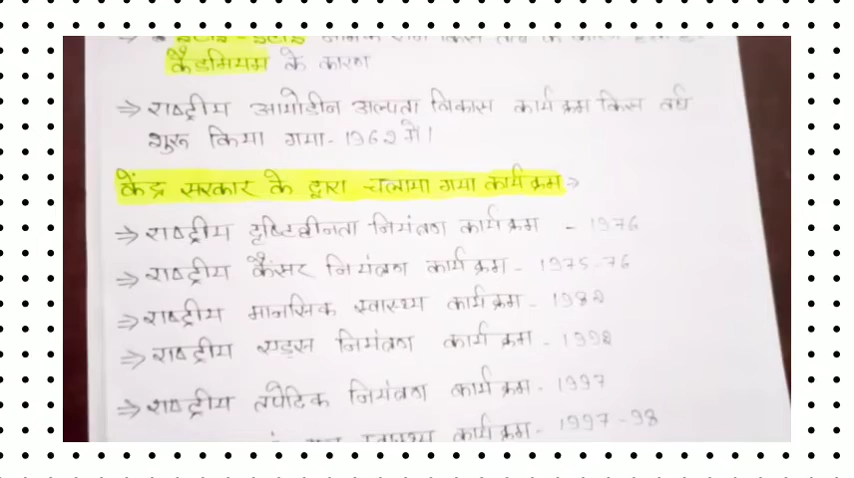 कैडमियम के कारण
⇒ राष्ट्रीय आयोडीन अल्पता विकास कार्यक्रम किस वर्ष
शुरू किया गया - 1962 में।
केंद्र सरकार के द्वारा चलाया गया कार्यक्रम ⇒
⇒ राष्ट्रीय दृष्टिहीनता नियंत्रण कार्यक्रम - 1976
⇒ राष्ट्रीय कैंसर नियंत्रण कार्यक्रम - 1975-76
⇒ राष्ट्रीय मानसिक स्वास्थ्य कार्यक्रम - 1982
⇒ राष्ट्रीय एड्स नियंत्रण कार्यक्रम - 1992
⇒ राष्ट्रीय तपेदिक नियंत्रण कार्यक्रम - 1997
स्वास्थ्य कार्यक्रम - 1997-98